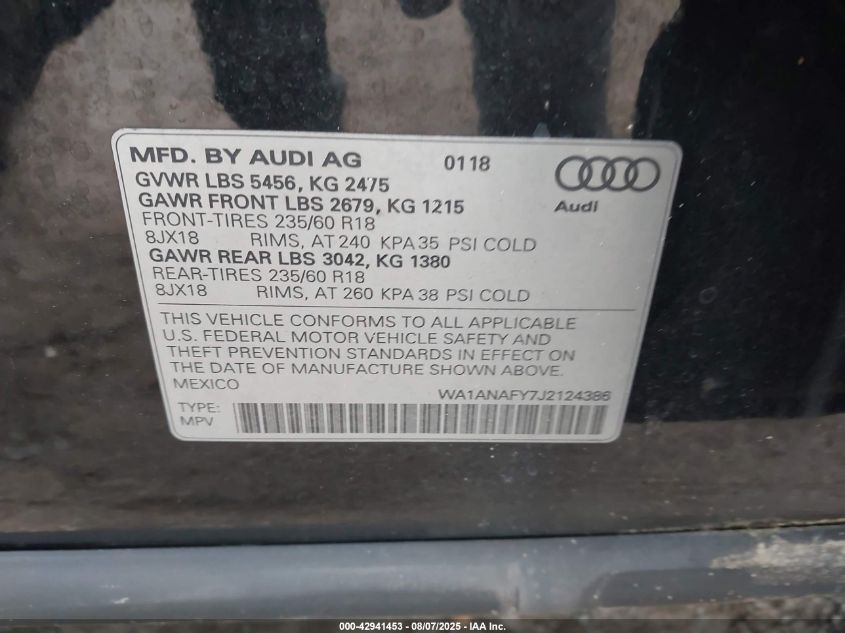 MFD. BY AUDI AG 0118
GVWR LBS 5456, KG 2475
GAWR FRONT LBS 2679, KG 1215
FRONT-TIRES 235/60 R18
8JX18 RIMS, AT 240 KPA 35 PSI COLD
GAWR REAR LBS 3042, KG 1380
REAR-TIRES 235/60 R18
8JX18 RIMS, AT 260 KPA 38 PSI COLD
Audi
THIS VEHICLE CONFORMS TO ALL APPLICABLE
U.S. FEDERAL MOTOR VEHICLE SAFETY AND
THEFT PREVENTION STANDARDS IN EFFECT ON
THE DATE OF MANUFACTURE SHOWN ABOVE.
MEXICO
WA1ANAFY7J2124386
TYPE:
MPV
000-42941453 - 08/07/2025 - IAA Inc.